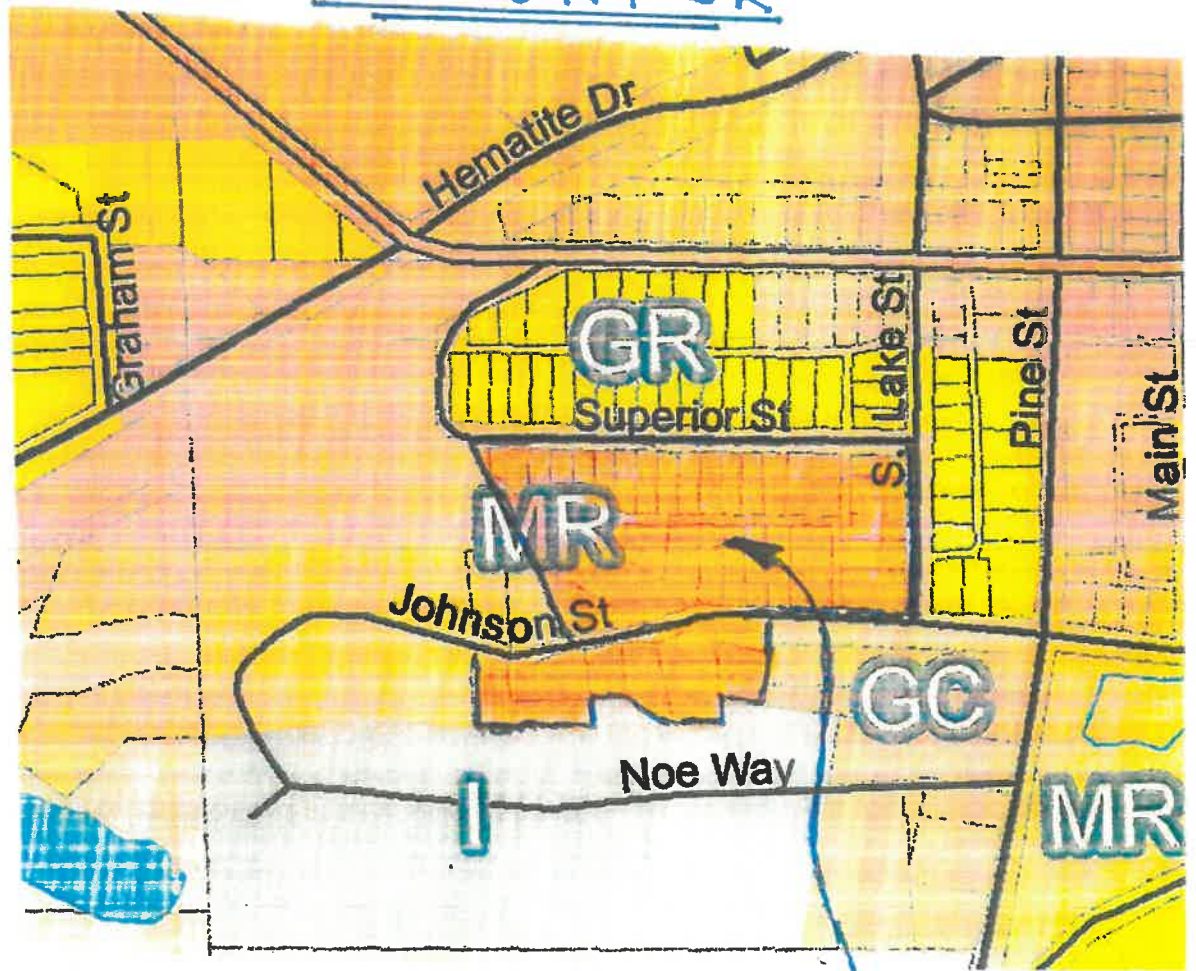 Hematite Dr
Graham St
GR
S. Lake St
Pine St
Superior St
Main St
MR
Johnson St
GC
Noe Way
I
MR